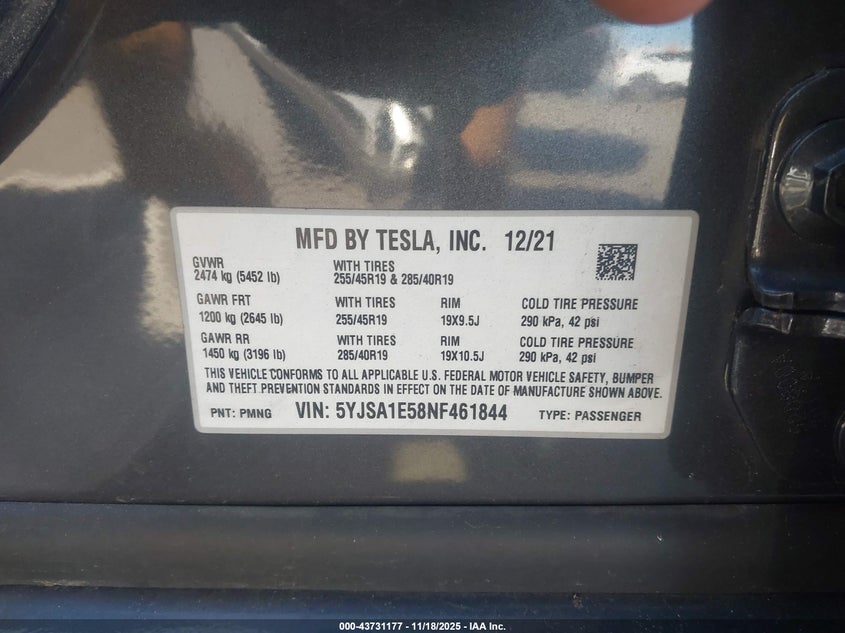 MFD BY TESLA, INC. 12/21
GVWR
2474 kg (5452 lb)
WITH TIRES
255/45R19 & 285/40R19
GAWR FRT WITH TIRES RIM COLD TIRE PRESSURE
1200 kg (2645 lb) 255/45R19 19X9.5J 290 kPa, 42 psi
GAWR RR WITH TIRES RIM COLD TIRE PRESSURE
1450 kg (3196 lb) 285/40R19 19X10.5J 290 kPa, 42 psi
THIS VEHICLE CONFORMS TO ALL APPLICABLE U.S. FEDERAL MOTOR VEHICLE SAFETY, BUMPER
AND THEFT PREVENTION STANDARDS IN EFFECT ON THE DATE OF MANUFACTURE SHOWN ABOVE.
PNT: PMNG VIN: 5YJSA1E58NF461844 TYPE: PASSENGER
000-43731177 - 11/18/2025 - IAA Inc.